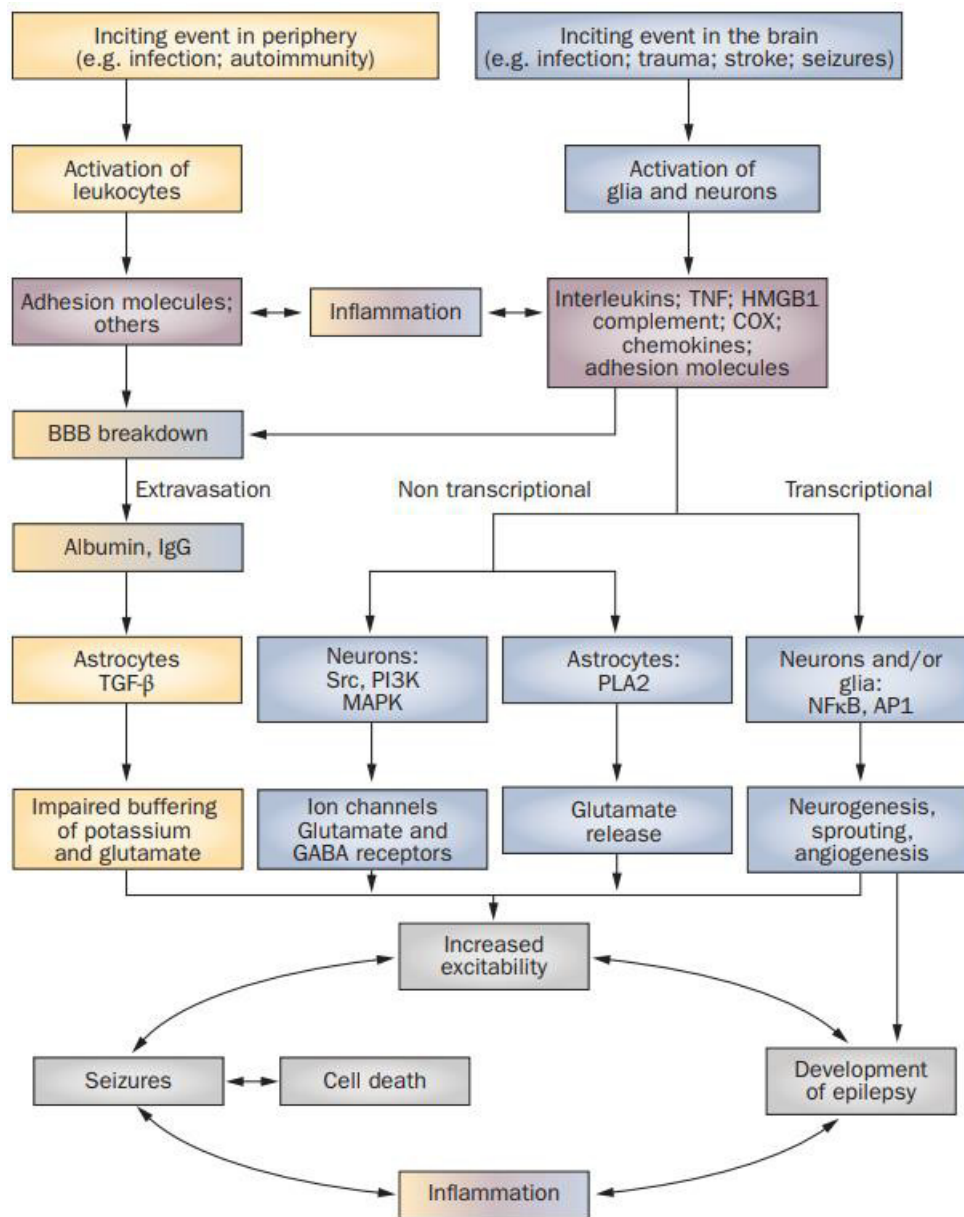 Inciting event in periphery
(e.g. infection; autoimmunity)
Inciting event in the brain
(e.g. infection; trauma; stroke; seizures)
Activation of
leukocytes
Activation of
glia and neurons
Adhesion molecules;
others
Inflammation
Interleukins; TNF; HMGB1
complement; COX;
chemokines;
adhesion molecules
BBB breakdown
Extravasation
Non transcriptional
Transcriptional
Albumin, IgG
Astrocytes
TGF-β
Neurons:
Src, PI3K
MAPK
Astrocytes:
PLA2
Neurons and/or
glia:
NFκB, AP1
Impaired buffering
of potassium
and glutamate
Ion channels
Glutamate and
GABA receptors
Glutamate
release
Neurogenesis,
sprouting,
angiogenesis
Increased
excitability
Seizures
Cell death
Development
of epilepsy
Inflammation